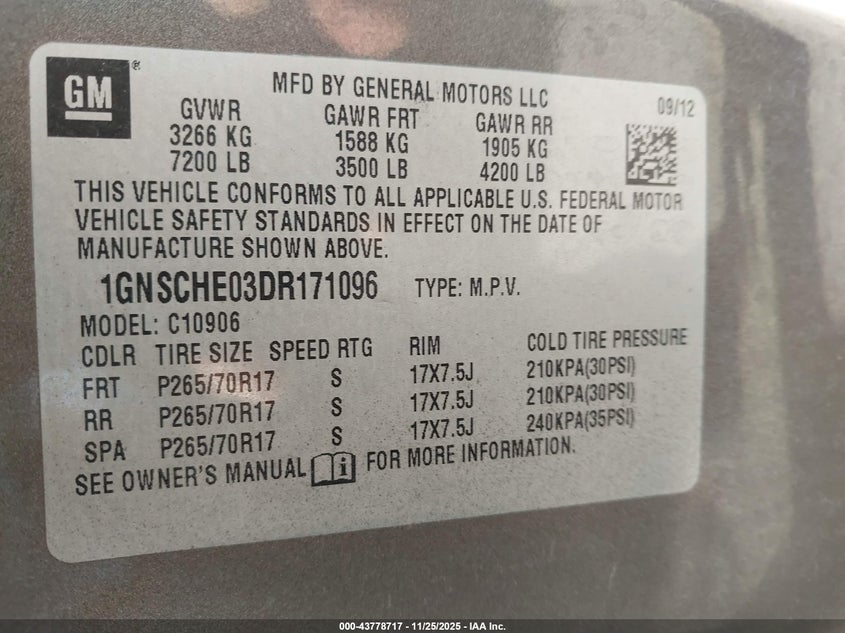 GM
MFD BY GENERAL MOTORS LLC
09/12
GVWR GAWR FRT GAWR RR
3266 KG 1588 KG 1905 KG
7200 LB 3500 LB 4200 LB
THIS VEHICLE CONFORMS TO ALL APPLICABLE U.S. FEDERAL MOTOR
VEHICLE SAFETY STANDARDS IN EFFECT ON THE DATE OF
MANUFACTURE SHOWN ABOVE.
1GNSCHE03DR171096 TYPE: M.P.V.
MODEL: C10906
CDLR TIRE SIZE SPEED RTG RIM COLD TIRE PRESSURE
FRT P265/70R17 S 17X7.5J 210KPA(30PSI)
RR P265/70R17 S 17X7.5J 210KPA(30PSI)
SPA P265/70R17 S 17X7.5J 240KPA(35PSI)
SEE OWNER'S MANUAL i FOR MORE INFORMATION.
000-43778717 - 11/25/2025 - IAA Inc.